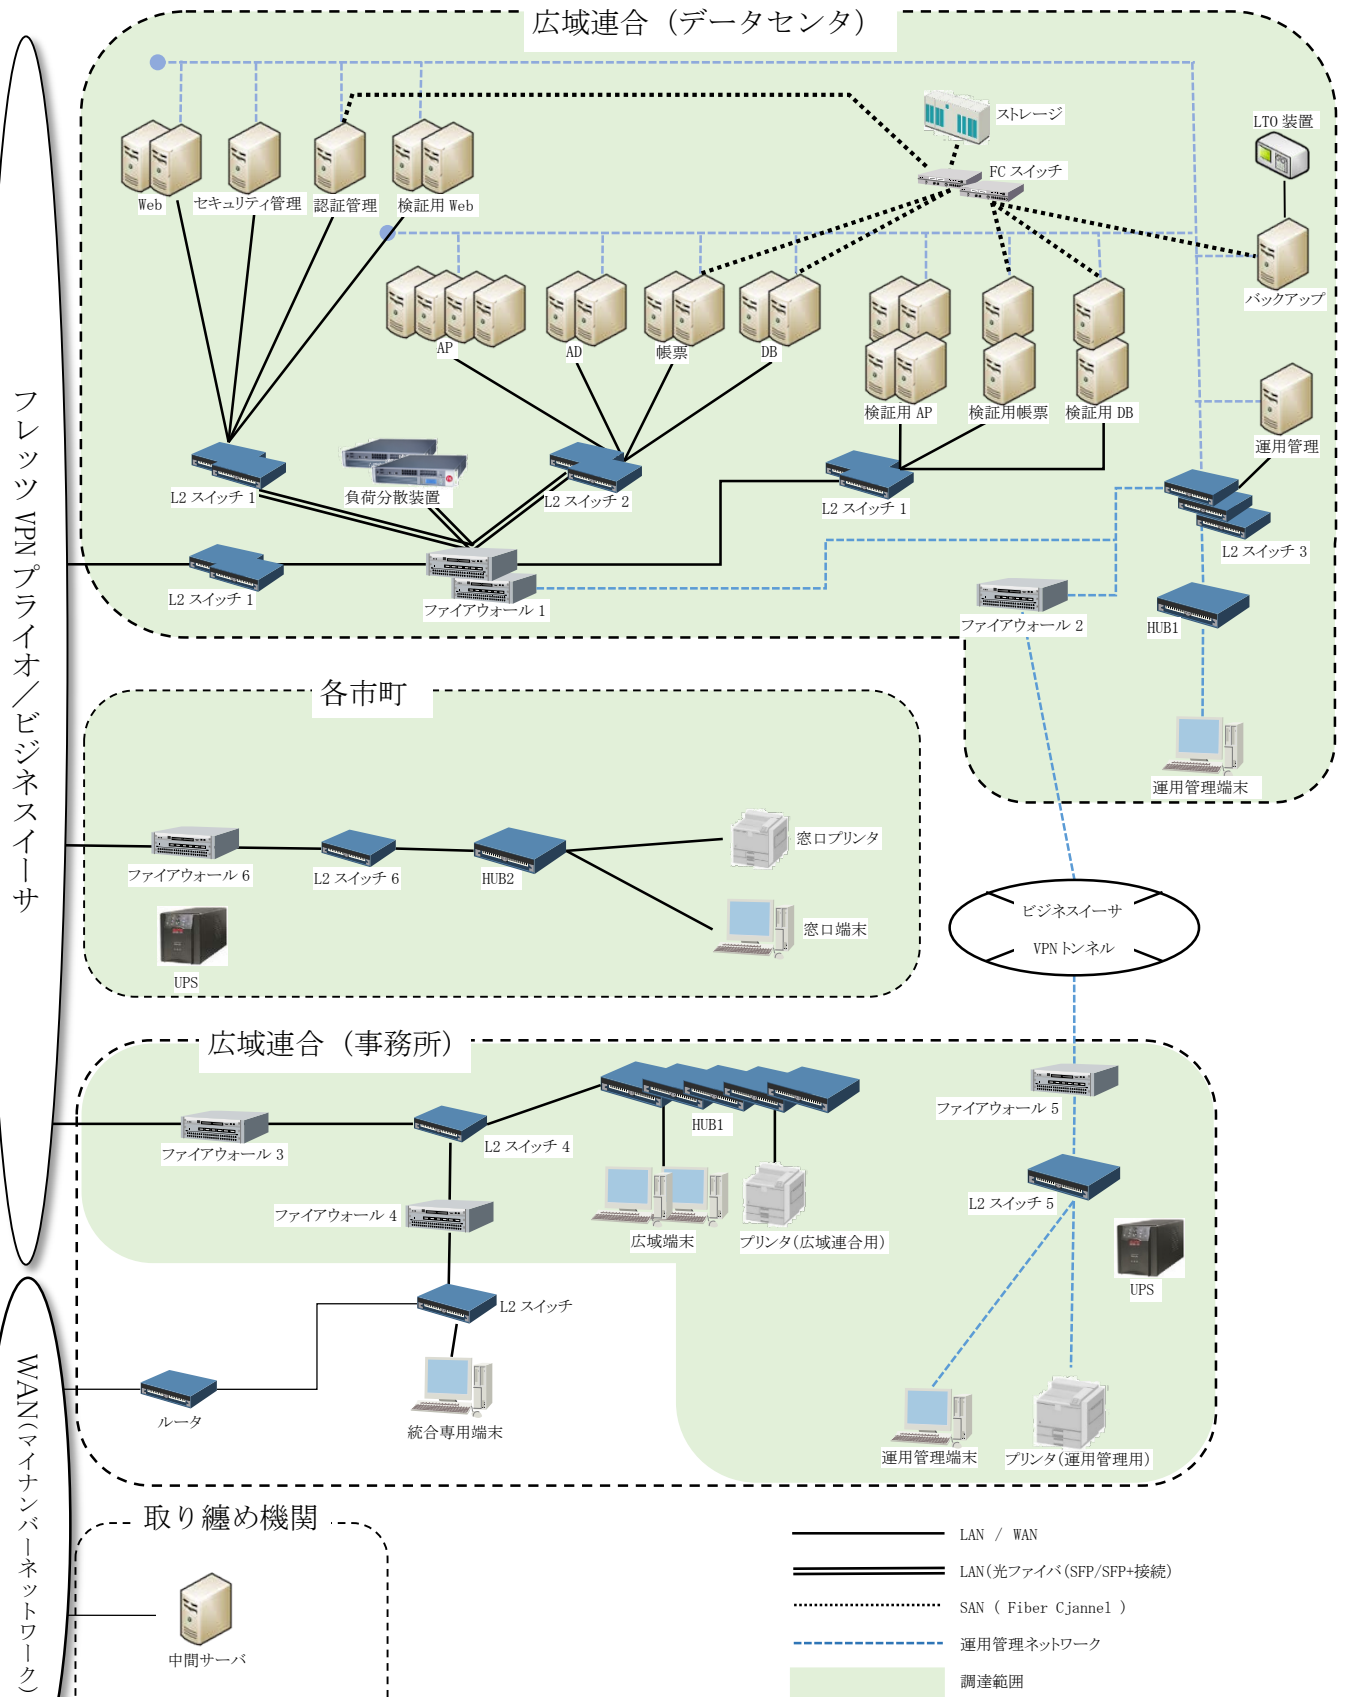 広域連合（データセンタ）
ストレージ
LTO 装置
FC スイッチ
Web
セキュリティ管理
認証管理
検証用 Web
バックアップ
AP
AD
帳票
DB
検証用 AP
検証用帳票
検証用 DB
運用管理
L2 スイッチ 1
負荷分散装置
L2 スイッチ 2
L2 スイッチ 1
L2 スイッチ 3
L2 スイッチ 1
ファイアウォール 1
ファイアウォール 2
HUB1
運用管理端末
フレッツ VPN プライオ／ビジネスイーサ
各市町
窓口プリンタ
ファイアウォール 6
L2 スイッチ 6
HUB2
窓口端末
UPS
ビジネスイーサ
VPN トンネル
広域連合（事務所）
ファイアウォール 5
HUB1
ファイアウォール 3
L2 スイッチ 4
L2 スイッチ 5
ファイアウォール 4
広域端末
プリンタ(広域連合用)
UPS
L2 スイッチ
ルータ
統合専用端末
運用管理端末
プリンタ(運用管理用)
WAN(マイナンバーネットワーク)
取り纏め機関
中間サーバ
LAN / WAN
LAN(光ファイバ(SFP/SFP+接続)
SAN ( Fiber Cjannel )
運用管理ネットワーク
調達範囲